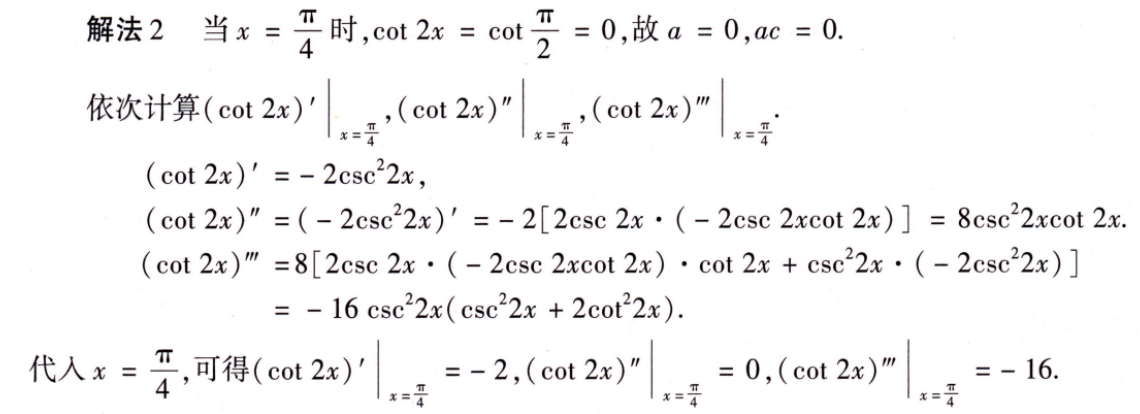 解法2 当 x = π/4 时,cot 2x = cot π/2 = 0,故 a = 0,ac = 0.
依次计算(cot 2x)′|x=π/4,(cot 2x)″|x=π/4,(cot 2x)‴|x=π/4.
(cot 2x)′ = − 2csc²2x,
(cot 2x)″ = (− 2csc²2x)′ = − 2[2csc 2x · (− 2csc 2xcot 2x)] = 8csc²2xcot 2x.
(cot 2x)‴ = 8[2csc 2x · (− 2csc 2xcot 2x) · cot 2x + csc²2x · (− 2csc²2x)]
= − 16 csc²2x(csc²2x + 2cot²2x).
代入 x = π/4,可得(cot 2x)′|x=π/4 = − 2,(cot 2x)″|x=π/4 = 0,(cot 2x)‴|x=π/4 = − 16.